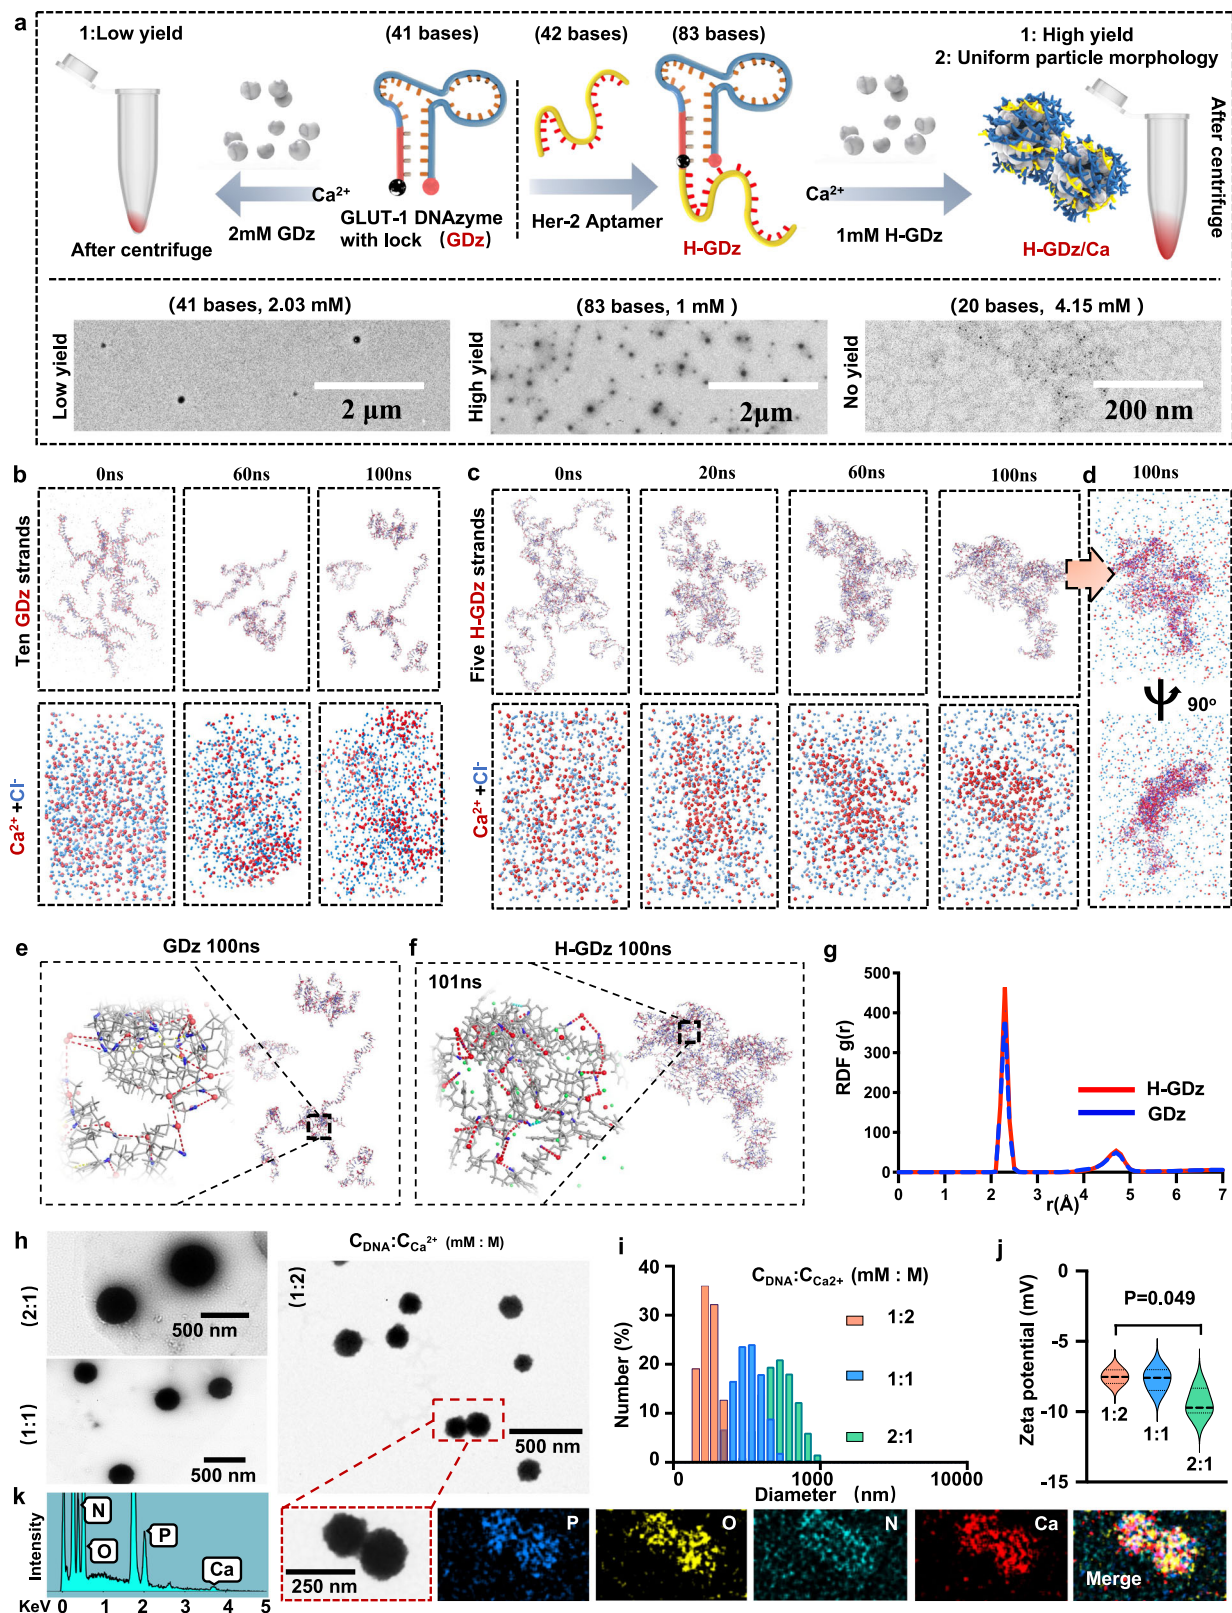 a
1:Low yield
(41 bases)
(42 bases)
(83 bases)
1: High yield
2: Uniform particle morphology
Ca²⁺
2mM GDz
After centrifuge
GLUT-1 DNAzyme
with lock (GDz)
Her-2 Aptamer
H-GDz
Ca²⁺
1mM H-GDz
H-GDz/Ca
After centrifuge
(41 bases, 2.03 mM)
(83 bases, 1 mM )
(20 bases, 4.15 mM)
Low yield
2 μm
High yield
2μm
No yield
200 nm
b
0ns
60ns
100ns
Ten GDz strands
Ca²⁺ +Cl⁻
c
0ns
20ns
60ns
100ns
Five H-GDz strands
Ca²⁺ +Cl⁻
d
100ns
90°
e
GDz 100ns
f
H-GDz 100ns
101ns
g
RDF g(r)
500
400
300
200
100
0
0 1 2 3 4 5 6 7
r(Å)
H-GDz
GDz
h
C_DNA:C_Ca²⁺ (mM : M)
(2:1)
500 nm
(1:1)
500 nm
(1:2)
500 nm
250 nm
i
C_DNA:C_Ca2+ (mM : M)
1:2
1:1
2:1
Number (%)
40
30
20
10
0
0 1000 10000
Diameter (nm)
j
Zeta potential (mV)
0
-5
-10
-15
P=0.049
1:2
1:1
2:1
k
Intensity
N
O
P
Ca
KeV 0 1 2 3 4 5
P
O
N
Ca
Merge